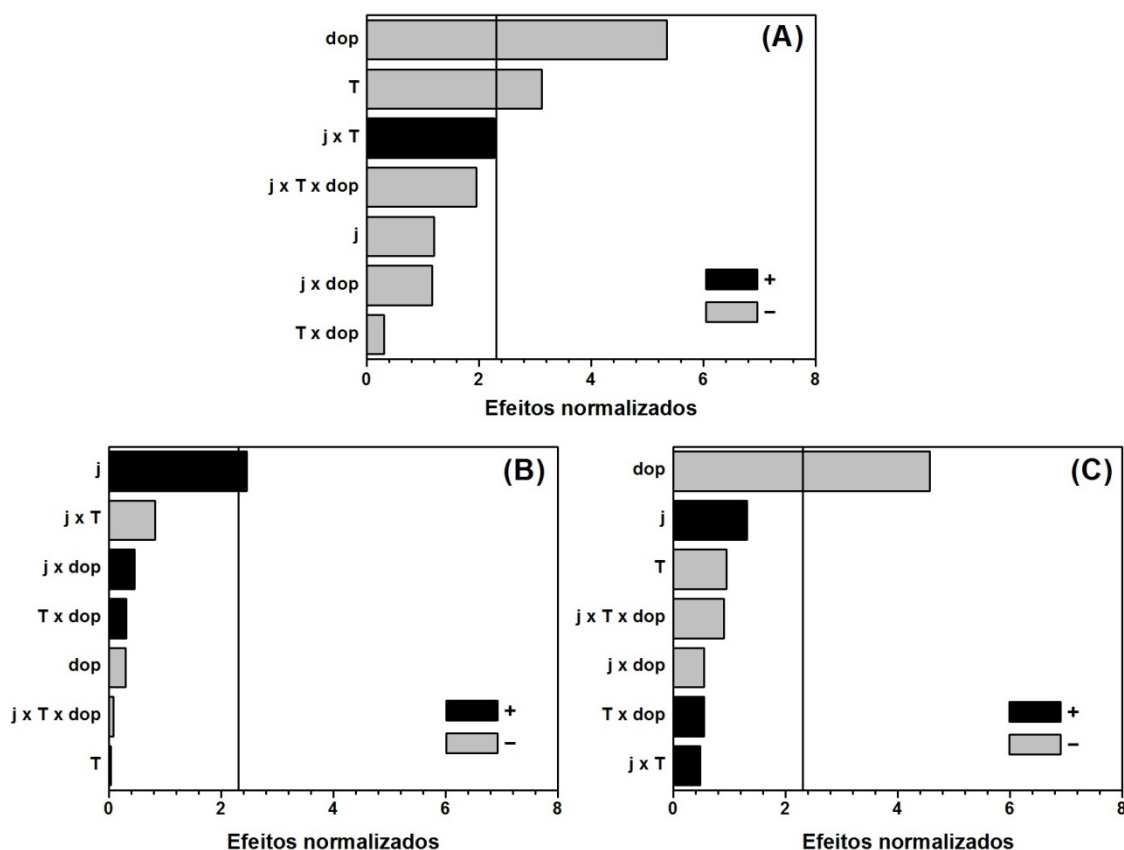 (A)
dop
T
j x T
j x T x dop
j
j x dop
T x dop
+
−
0 2 4 6 8
Efeitos normalizados
(B)
j
j x T
j x dop
T x dop
dop
j x T x dop
T
+
−
0 2 4 6 8
Efeitos normalizados
(C)
dop
j
T
j x T x dop
j x dop
T x dop
j x T
+
−
0 2 4 6 8
Efeitos normalizados